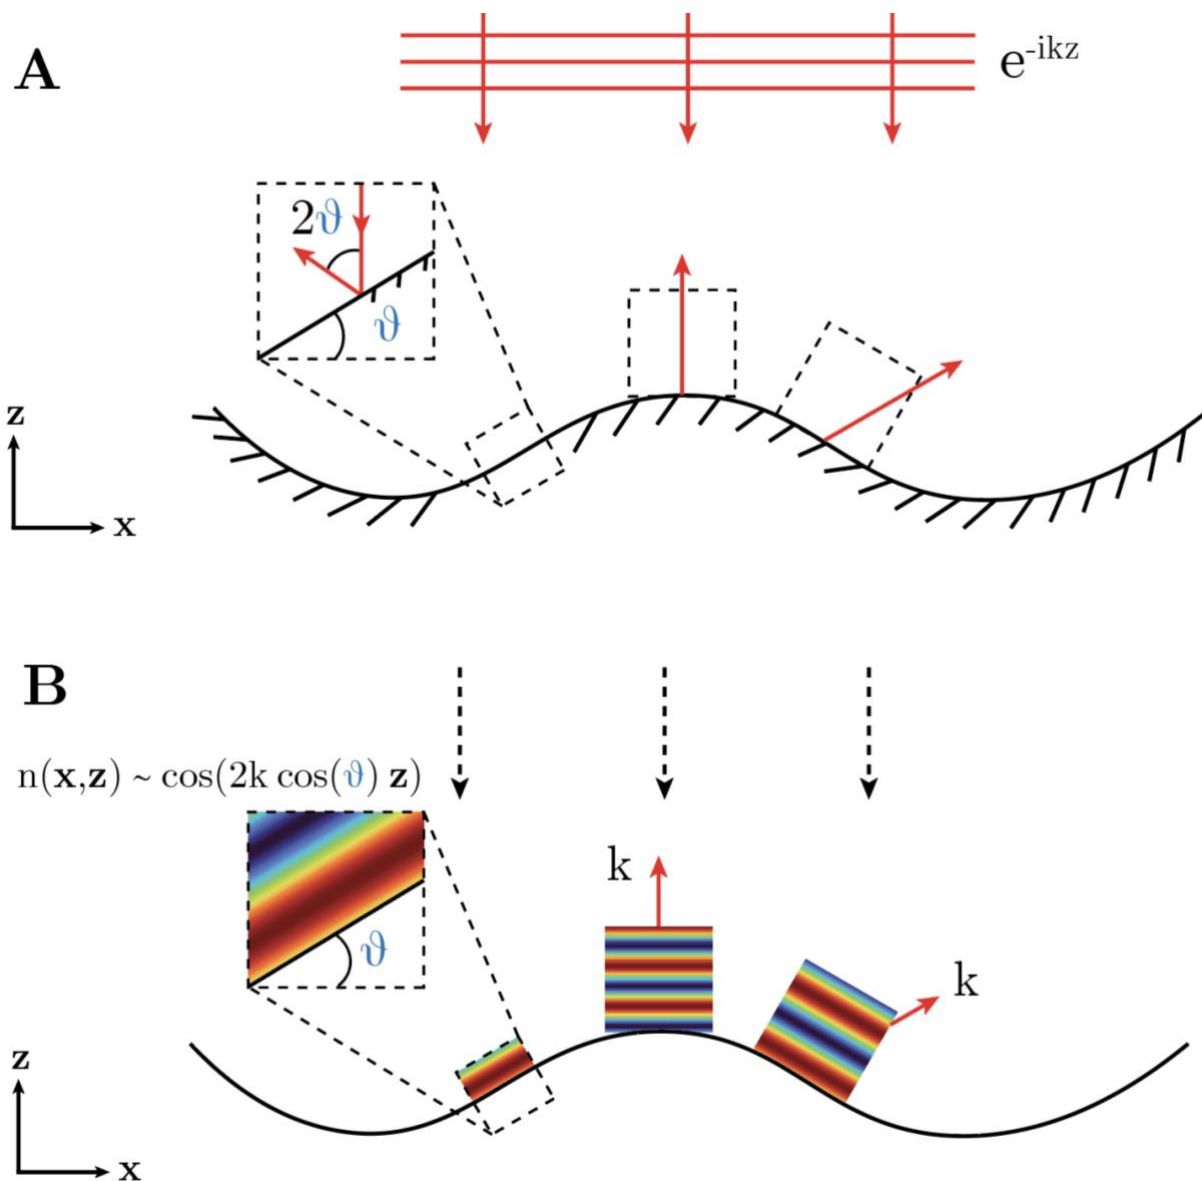 A
e-ikz
2ϑ
ϑ
z
x
B
n(x,z) ~ cos(2k cos(ϑ) z)
k
k
ϑ
z
x